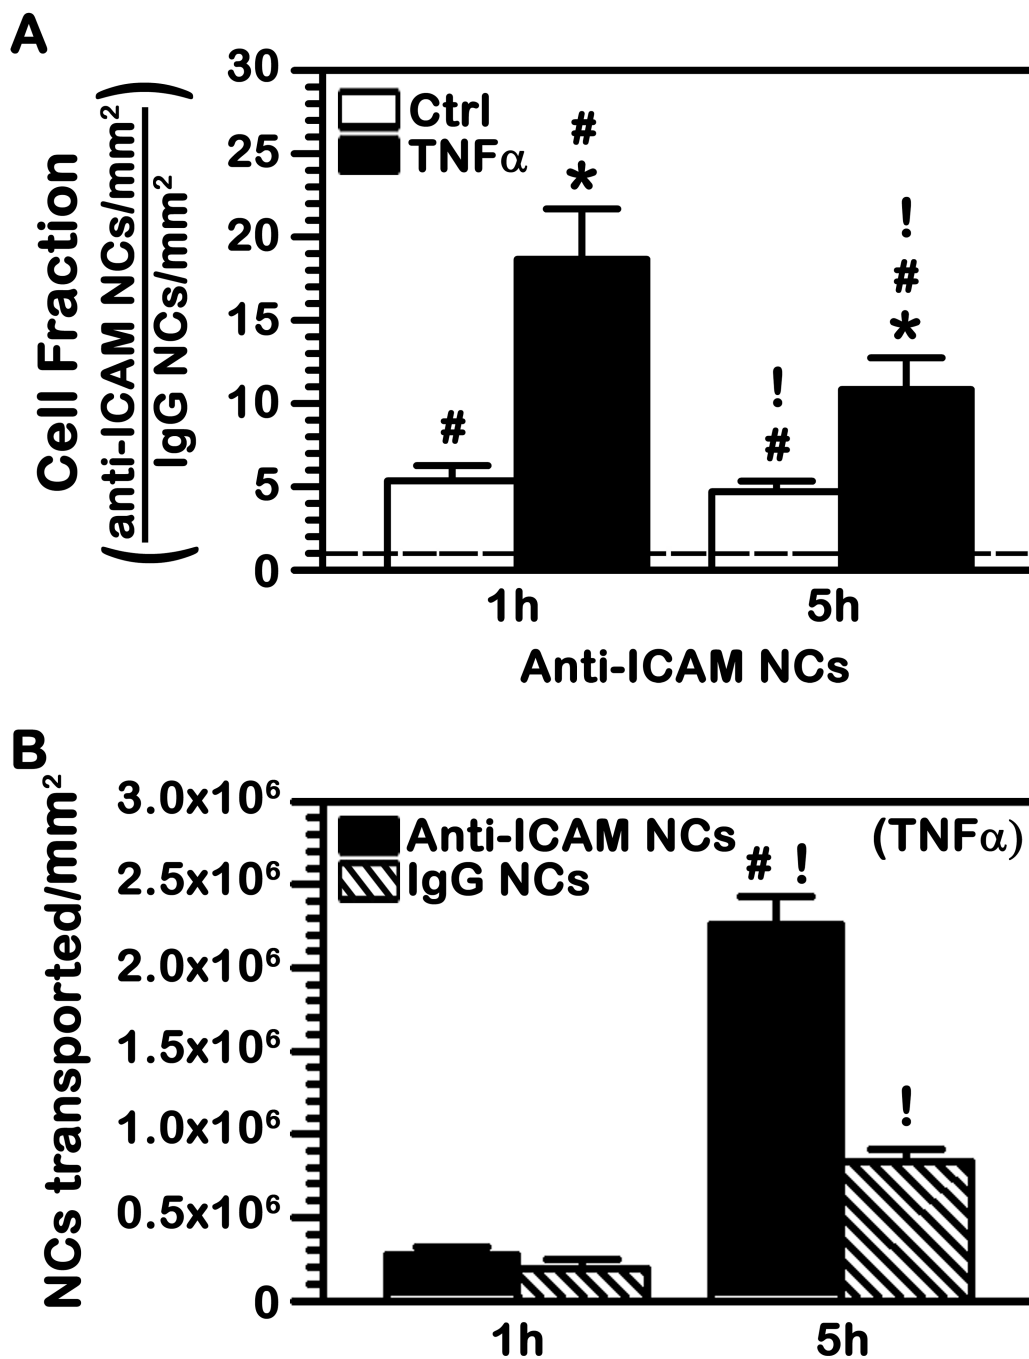 A
Cell Fraction
(anti-ICAM NCs/mm²
IgG NCs/mm²)
30
25
20
15
10
5
0
Ctrl
TNFα
#
#
*
!
#
!
#
*
1h
5h
Anti-ICAM NCs
B
NCs transported/mm²
3.0x10⁶
2.5x10⁶
2.0x10⁶
1.5x10⁶
1.0x10⁶
0.5x10⁶
0
Anti-ICAM NCs
IgG NCs
(TNFα)
# !
!
1h
5h